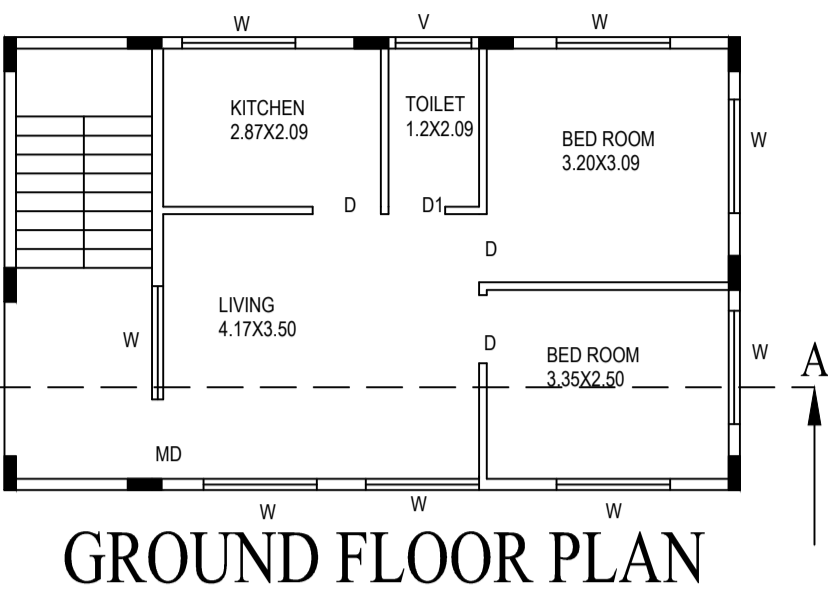 W
V
W
KITCHEN
2.87X2.09
TOILET
1.2X2.09
BED ROOM
3.20X3.09
W
D
D1
D
LIVING
4.17X3.50
W
D
BED ROOM
3.35X2.50
W
A
MD
W
W
W
GROUND FLOOR PLAN